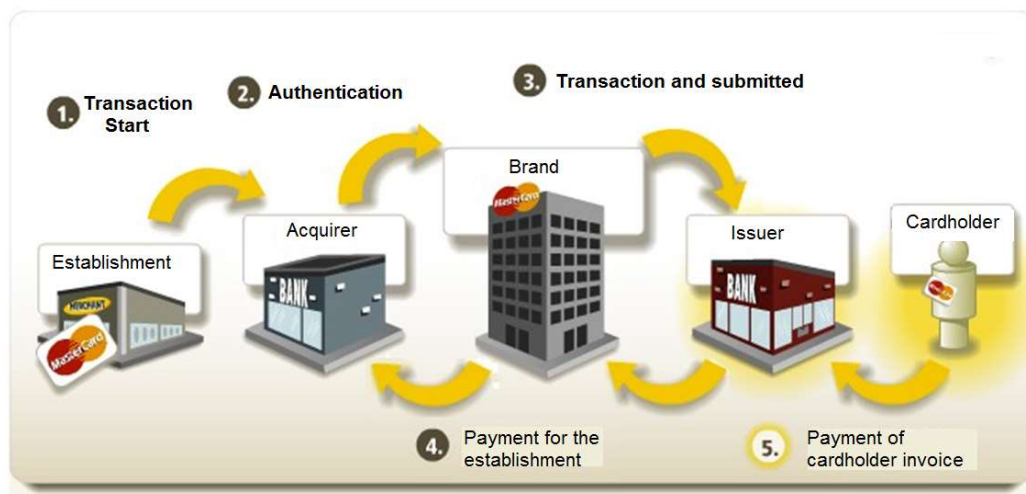 1. Transaction
Start
2. Authentication
3. Transaction and submitted
Brand
Acquirer
Issuer
Cardholder
Establishment
MERCHANT
MasterCard
BANK
MasterCard
BANK
MasterCard
4. Payment for the
establishment
5. Payment of
cardholder invoice